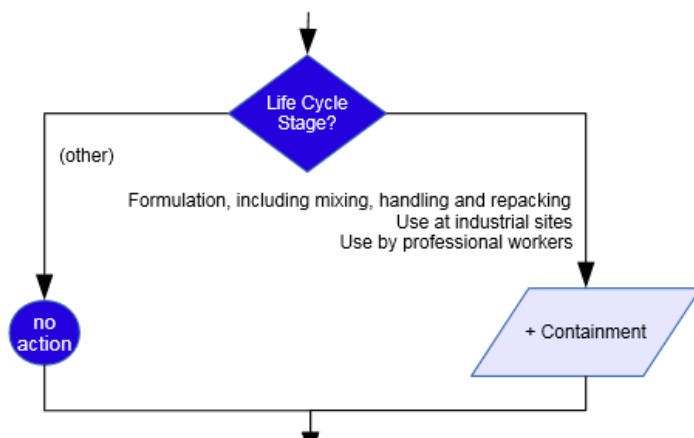 Life Cycle
Stage?
(other)
Formulation, including mixing, handling and repacking
Use at industrial sites
Use by professional workers
no
action
+ Containment